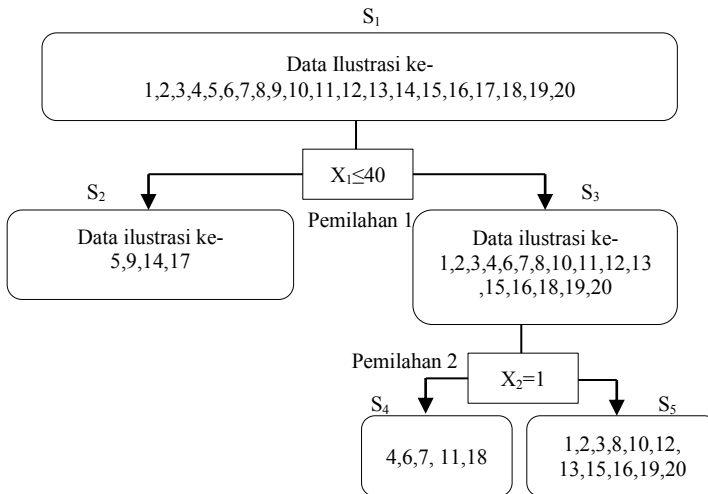 S₁
Data Ilustrasi ke-
1,2,3,4,5,6,7,8,9,10,11,12,13,14,15,16,17,18,19,20
X₁≤40
S₂
S₃
Pemilahan 1
Data ilustrasi ke-
5,9,14,17
Data ilustrasi ke-
1,2,3,4,6,7,8,10,11,12,13
,15,16,18,19,20
Pemilahan 2
X₂=1
S₄
S₅
4,6,7, 11,18
1,2,3,8,10,12,
13,15,16,19,20